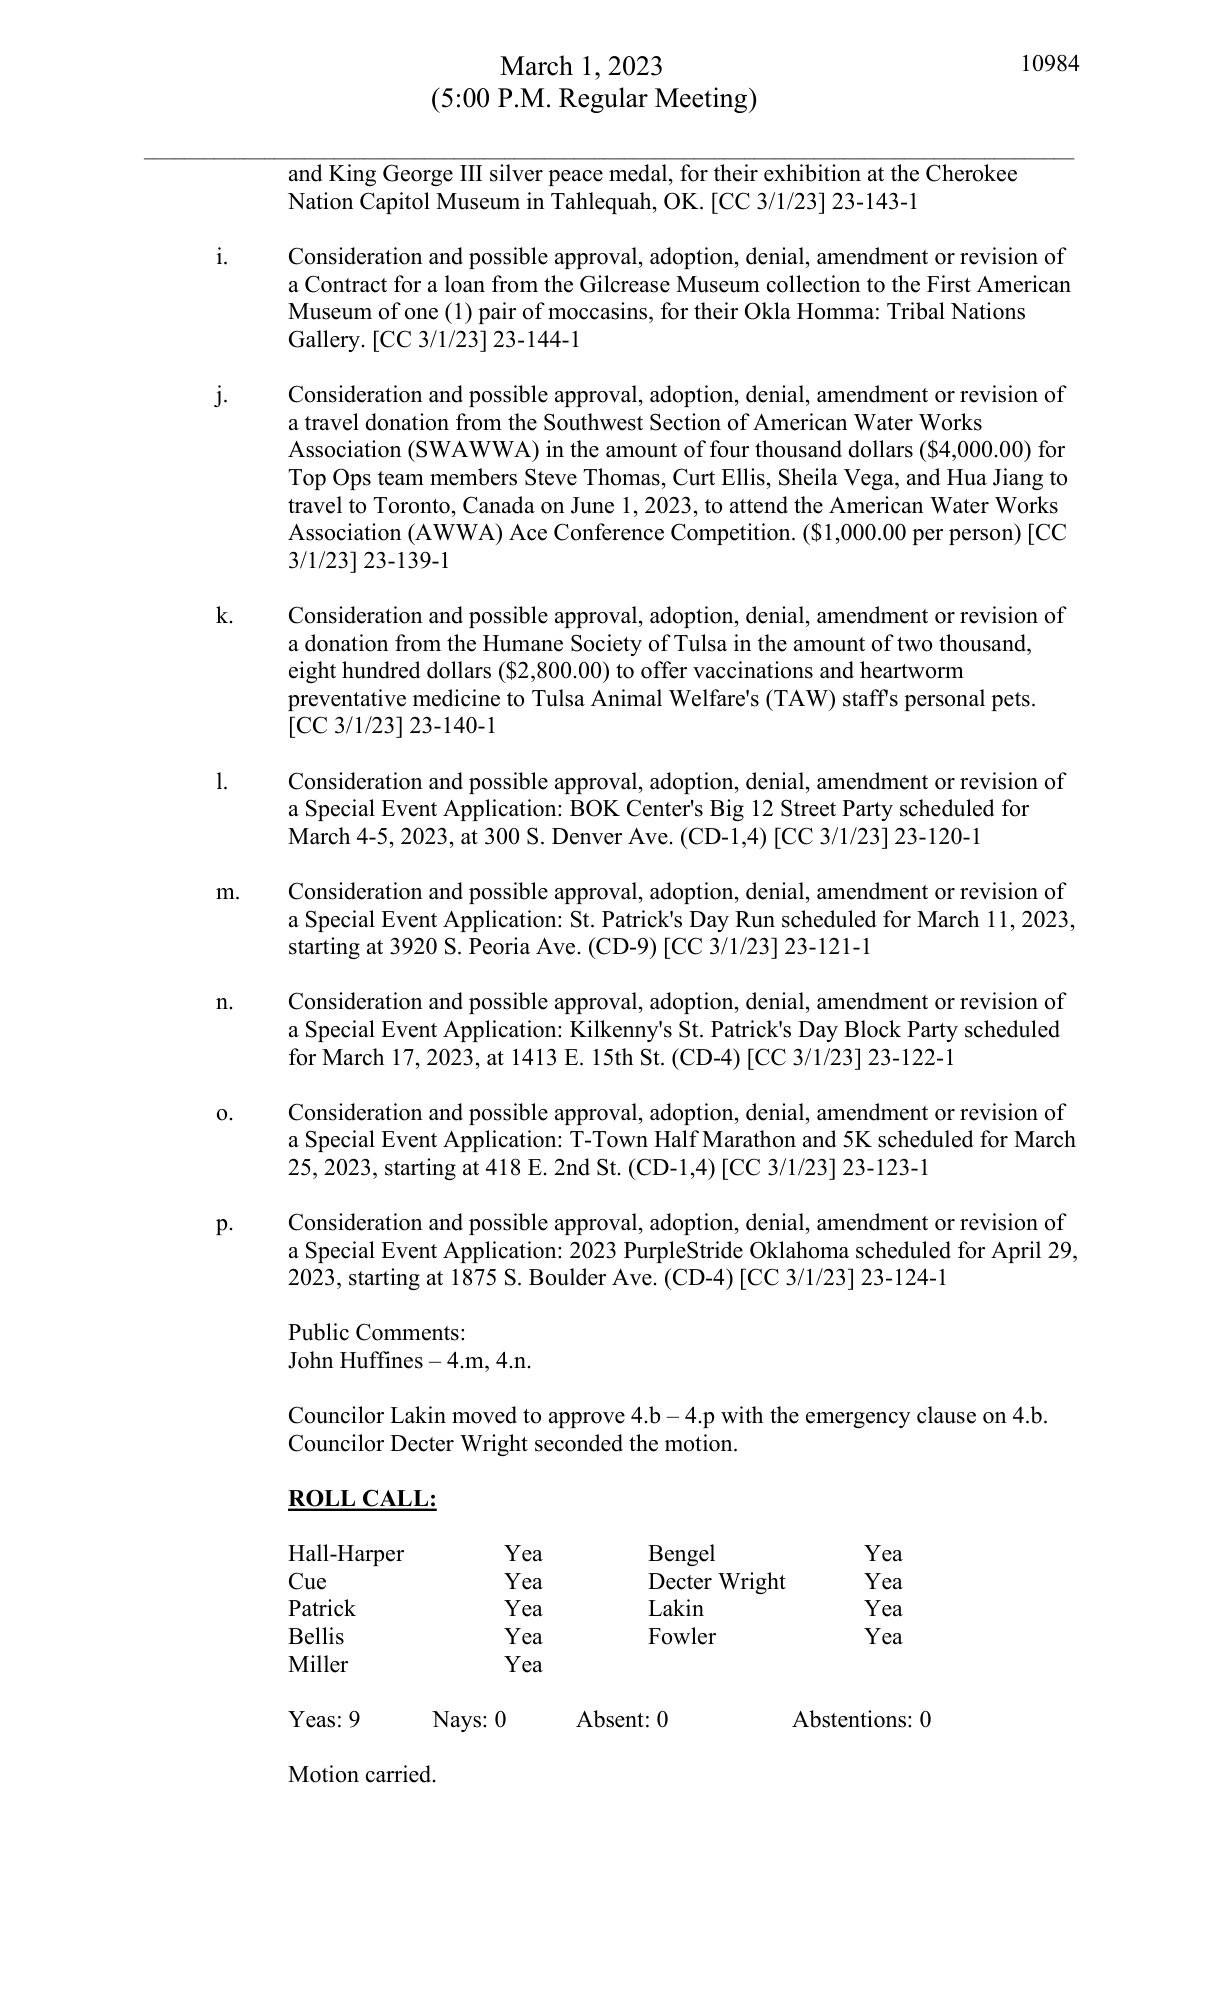 March 1, 2023
10984
(5:00 P.M. Regular Meeting)
and King George III silver peace medal, for their exhibition at the Cherokee
Nation Capitol Museum in Tahlequah, OK. [CC 3/1/23] 23-143-1
i. Consideration and possible approval, adoption, denial, amendment or revision of
a Contract for a loan from the Gilcrease Museum collection to the First American
Museum of one (1) pair of moccasins, for their Okla Homma: Tribal Nations
Gallery. [CC 3/1/23] 23-144-1
j. Consideration and possible approval, adoption, denial, amendment or revision of
a travel donation from the Southwest Section of American Water Works
Association (SWAWWA) in the amount of four thousand dollars ($4,000.00) for
Top Ops team members Steve Thomas, Curt Ellis, Sheila Vega, and Hua Jiang to
travel to Toronto, Canada on June 1, 2023, to attend the American Water Works
Association (AWWA) Ace Conference Competition. ($1,000.00 per person) [CC
3/1/23] 23-139-1
k. Consideration and possible approval, adoption, denial, amendment or revision of
a donation from the Humane Society of Tulsa in the amount of two thousand,
eight hundred dollars ($2,800.00) to offer vaccinations and heartworm
preventative medicine to Tulsa Animal Welfare's (TAW) staff's personal pets.
[CC 3/1/23] 23-140-1
l. Consideration and possible approval, adoption, denial, amendment or revision of
a Special Event Application: BOK Center's Big 12 Street Party scheduled for
March 4-5, 2023, at 300 S. Denver Ave. (CD-1,4) [CC 3/1/23] 23-120-1
m. Consideration and possible approval, adoption, denial, amendment or revision of
a Special Event Application: St. Patrick's Day Run scheduled for March 11, 2023,
starting at 3920 S. Peoria Ave. (CD-9) [CC 3/1/23] 23-121-1
n. Consideration and possible approval, adoption, denial, amendment or revision of
a Special Event Application: Kilkenny's St. Patrick's Day Block Party scheduled
for March 17, 2023, at 1413 E. 15th St. (CD-4) [CC 3/1/23] 23-122-1
o. Consideration and possible approval, adoption, denial, amendment or revision of
a Special Event Application: T-Town Half Marathon and 5K scheduled for March
25, 2023, starting at 418 E. 2nd St. (CD-1,4) [CC 3/1/23] 23-123-1
p. Consideration and possible approval, adoption, denial, amendment or revision of
a Special Event Application: 2023 PurpleStride Oklahoma scheduled for April 29,
2023, starting at 1875 S. Boulder Ave. (CD-4) [CC 3/1/23] 23-124-1
Public Comments:
John Huffines – 4.m, 4.n.
Councilor Lakin moved to approve 4.b – 4.p with the emergency clause on 4.b.
Councilor Decter Wright seconded the motion.
ROLL CALL:
Hall-Harper Yea Bengel Yea
Cue Yea Decter Wright Yea
Patrick Yea Lakin Yea
Bellis Yea Fowler Yea
Miller Yea
Yeas: 9 Nays: 0 Absent: 0 Abstentions: 0
Motion carried.